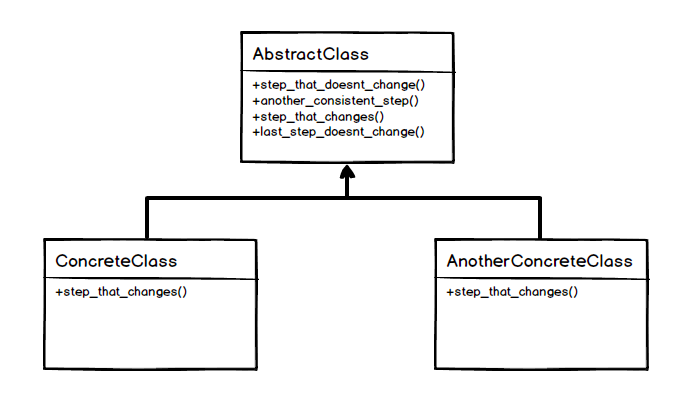 AbstractClass
+step_that_doesnt_change()
+another_consistent_step()
+step_that_changes()
+last_step_doesnt_change()
ConcreteClass
+step_that_changes()
AnotherConcreteClass
+step_that_changes()